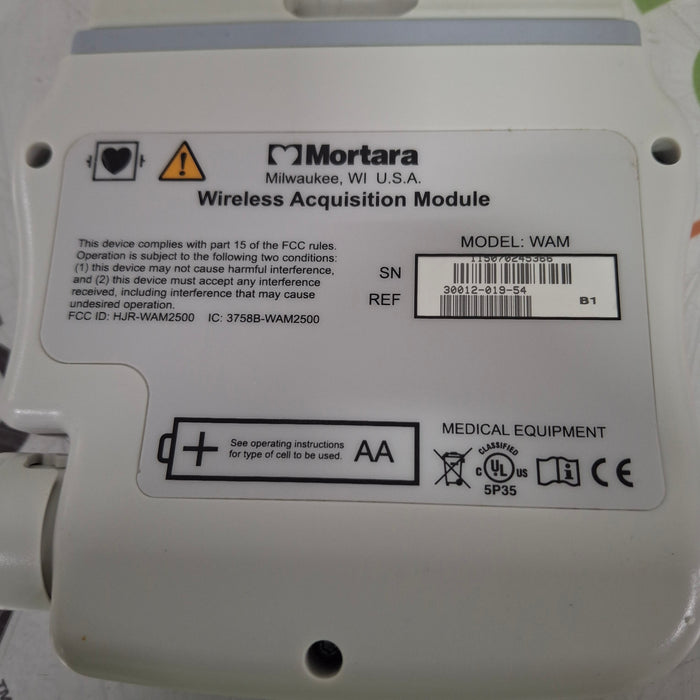 Mortara
Milwaukee, WI U.S.A.
Wireless Acquisition Module
This device complies with part 15 of the FCC rules.
Operation is subject to the following two conditions:
(1) this device may not cause harmful interference,
and (2) this device must accept any interference
received, including interference that may cause
undesired operation.
FCC ID: HJR-WAM2500 IC: 3758B-WAM2500
MODEL: WAM
SN 115070245366
REF 30012-019-54 B1
+ See operating instructions
for type of cell to be used. AA
MEDICAL EQUIPMENT
CLASSIFIED
C UL US
5P35
i CE
TM